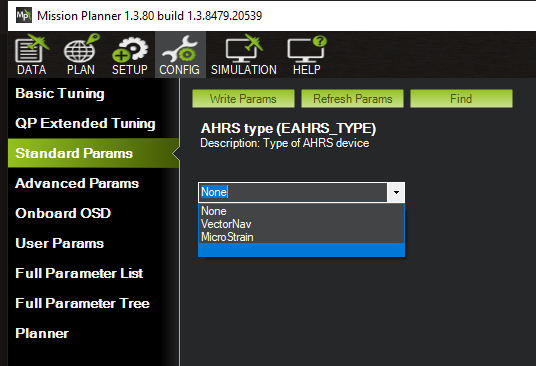 Mission Planner 1.3.80 build 1.3.8479.20539
DATA PLAN SETUP CONFIG SIMULATION HELP
Basic Tuning
QP Extended Tuning
Standard Params
Advanced Params
Onboard OSD
User Params
Full Parameter List
Full Parameter Tree
Planner
Write Params Refresh Params Find
AHRS type (EAHRS_TYPE)
Description: Type of AHRS device
None
None
VectorNav
MicroStrain